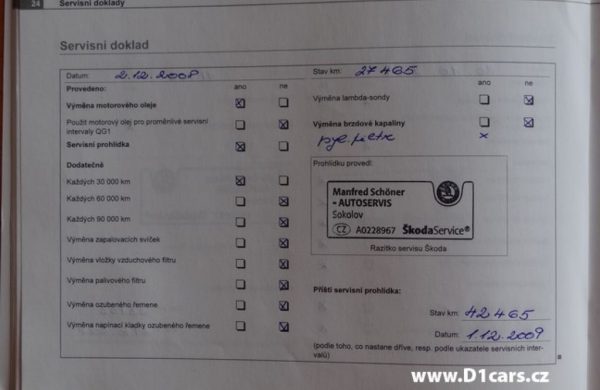 24 Servisní doklady
Servisní doklad
Datum: 2.12.2008
Stav km: 27465
Provedeno: ano ne
ano ne
Výměna motorového oleje
Výměna lambda-sondy
Použit motorový olej pro proměnlivé servisní
intervaly QG1
Výměna brzdové kapaliny
pyl. filtr x
Servisní prohlídka
Dodatečně
Každých 30 000 km
Každých 60 000 km
Každých 90 000 km
Výměna zapalovacích svíček
Výměna vložky vzduchového filtru
Výměna palivového filtru
Výměna ozubeného řemene
Výměna napínací kladky ozubeného řemene
Prohlídku provedl:
Manfred Schöner
- AUTOSERVIS
Sokolov
CZ A0228967 ŠkodaService®
Razítko servisu Škoda
Příští servisní prohlídka:
Stav km: 42465
Datum: 1.12.2009
(podle toho, co nastane dříve, resp. podle ukazatele servisních inter-
valů)
www.D1cars.cz